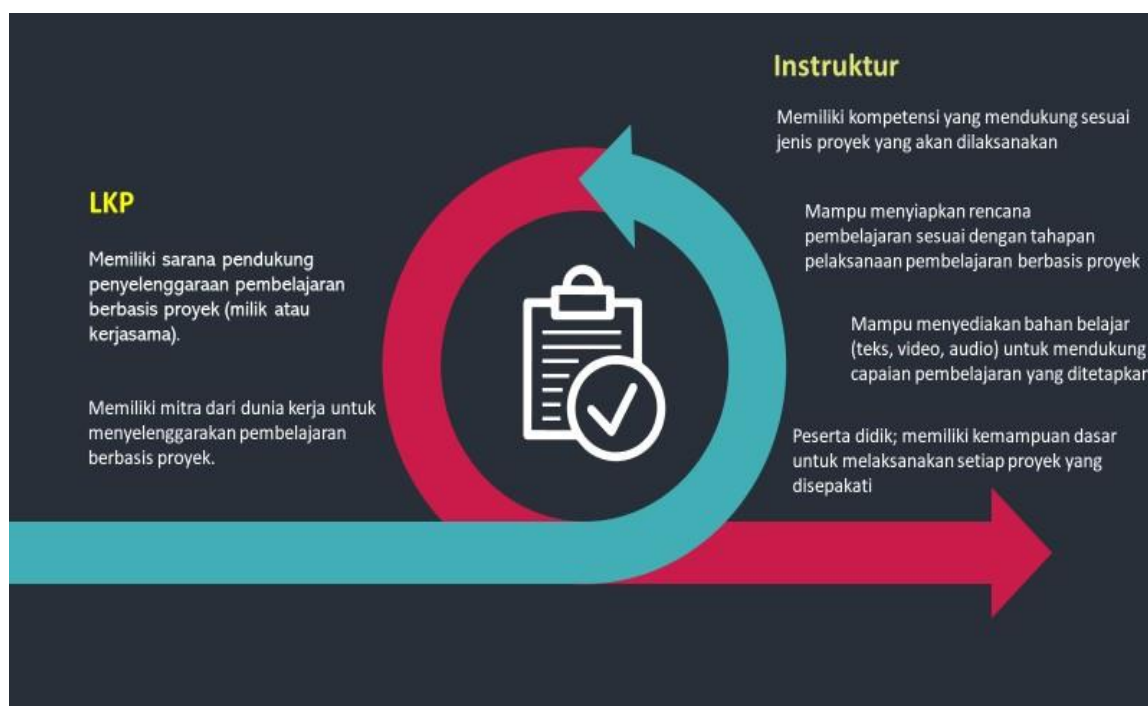 LKP
Memiliki sarana pendukung
penyelenggaraan pembelajaran
berbasis proyek (milik atau
kerjasama).
Memiliki mitra dari dunia kerja untuk
menyelenggarakan pembelajaran
berbasis proyek.
Instruktur
Memiliki kompetensi yang mendukung sesuai
jenis proyek yang akan dilaksanakan
Mampu menyiapkan rencana
pembelajaran sesuai dengan tahapan
pelaksanaan pembelajaran berbasis proyek
Mampu menyediakan bahan belajar
(teks, video, audio) untuk mendukung
capaian pembelajaran yang ditetapkan
Peserta didik; memiliki kemampuan dasar
untuk melaksanakan setiap proyek yang
disepakati